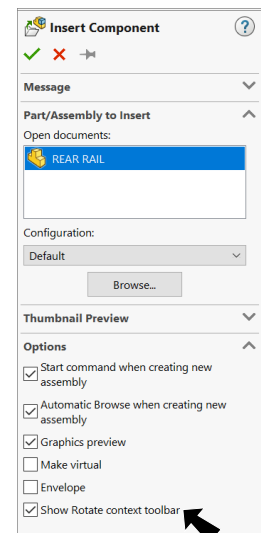 Insert Component
?
Message
Part/Assembly to Insert
Open documents:
REAR RAIL
Configuration:
Default
Browse...
Thumbnail Preview
Options
Start command when creating new
assembly
Automatic Browse when creating new
assembly
Graphics preview
Make virtual
Envelope
Show Rotate context toolbar